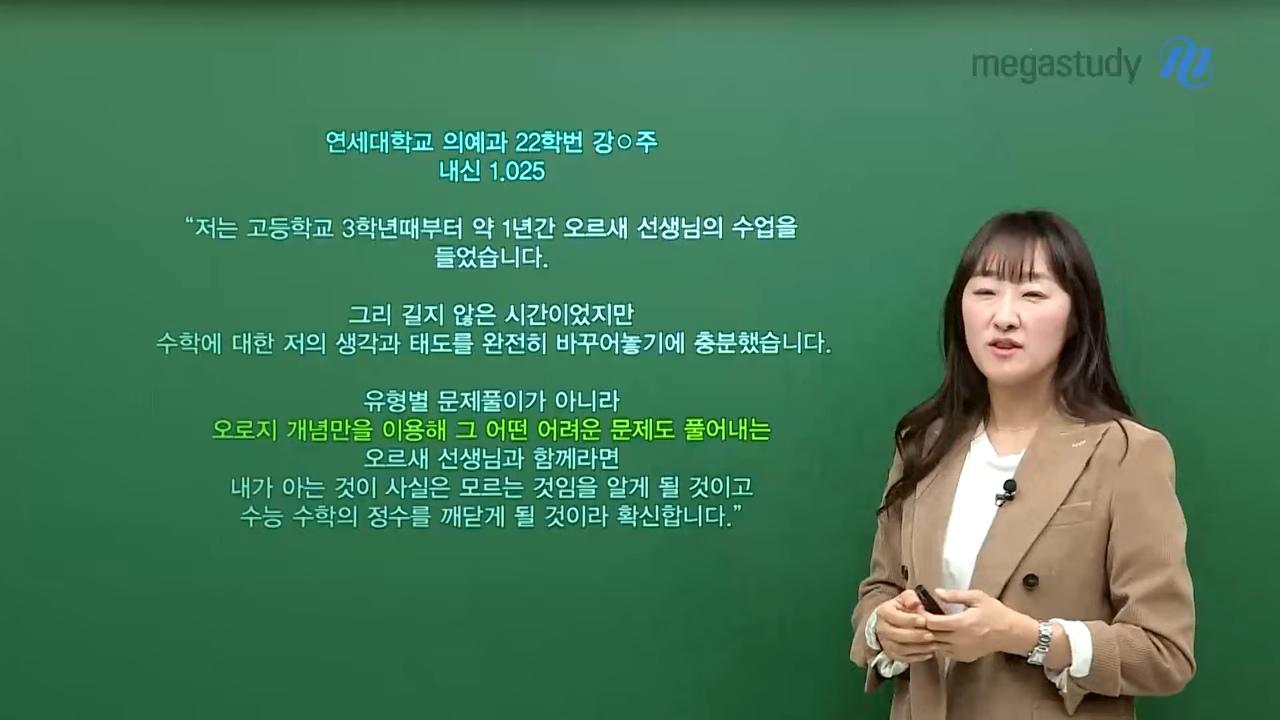 megastudy
연세대학교 의예과 22학번 강○주
내신 1.025
“저는 고등학교 3학년때부터 약 1년간 오르새 선생님의 수업을
들었습니다.
그리 길지 않은 시간이었지만
수학에 대한 저의 생각과 태도를 완전히 바꾸어놓기에 충분했습니다.
유형별 문제풀이가 아니라
오로지 개념만을 이용해 그 어떤 어려운 문제도 풀어내는
오르새 선생님과 함께라면
내가 아는 것이 사실은 모르는 것임을 알게 될 것이고
수능 수학의 정수를 깨닫게 될 것이라 확신합니다.”